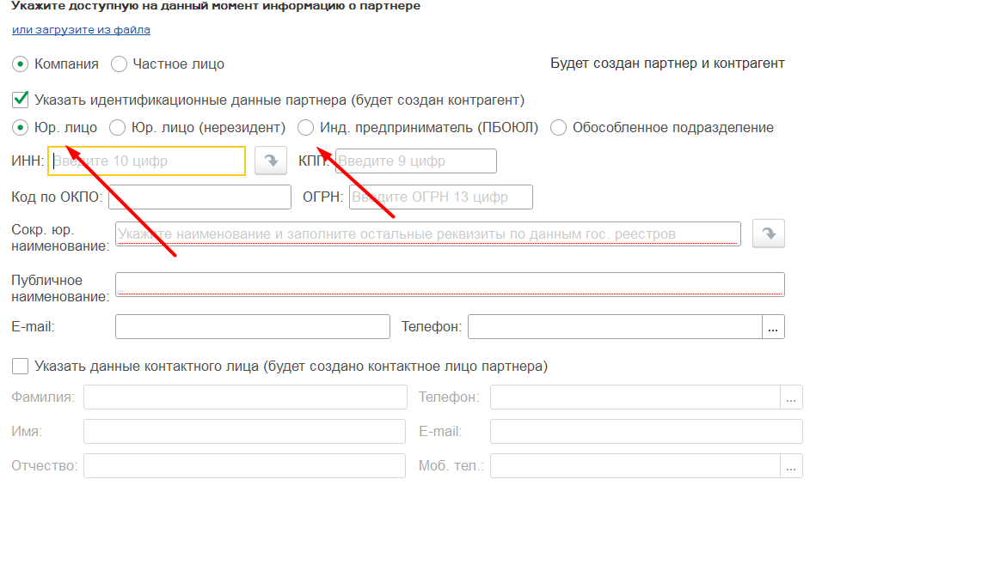 Укажите доступную на данный момент информацию о партнере
или загрузите из файла
Компания Частное лицо Будет создан партнер и контрагент
Указать идентификационные данные партнера (будет создан контрагент)
Юр. лицо Юр. лицо (нерезидент) Инд. предприниматель (ПБОЮЛ) Обособленное подразделение
ИНН: Введите 10 цифр КПП: Введите 9 цифр
Код по ОКПО: ОГРН: Введите ОГРН 13 цифр
Сокр. юр.
наименование: Укажите наименование и заполните остальные реквизиты по данным гос. реестров
Публичное
наименование:
E-mail: Телефон: ...
Указать данные контактного лица (будет создано контактное лицо партнера)
Фамилия: Телефон: ...
Имя: E-mail:
Отчество: Моб. тел.: ...